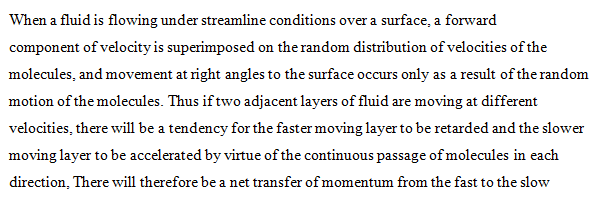 When a fluid is flowing under streamline conditions over a surface, a forward
component of velocity is superimposed on the random distribution of velocities of the
molecules, and movement at right angles to the surface occurs only as a result of the random
motion of the molecules. Thus if two adjacent layers of fluid are moving at different
velocities, there will be a tendency for the faster moving layer to be retarded and the slower
moving layer to be accelerated by virtue of the continuous passage of molecules in each
direction, There will therefore be a net transfer of momentum from the fast to the slow